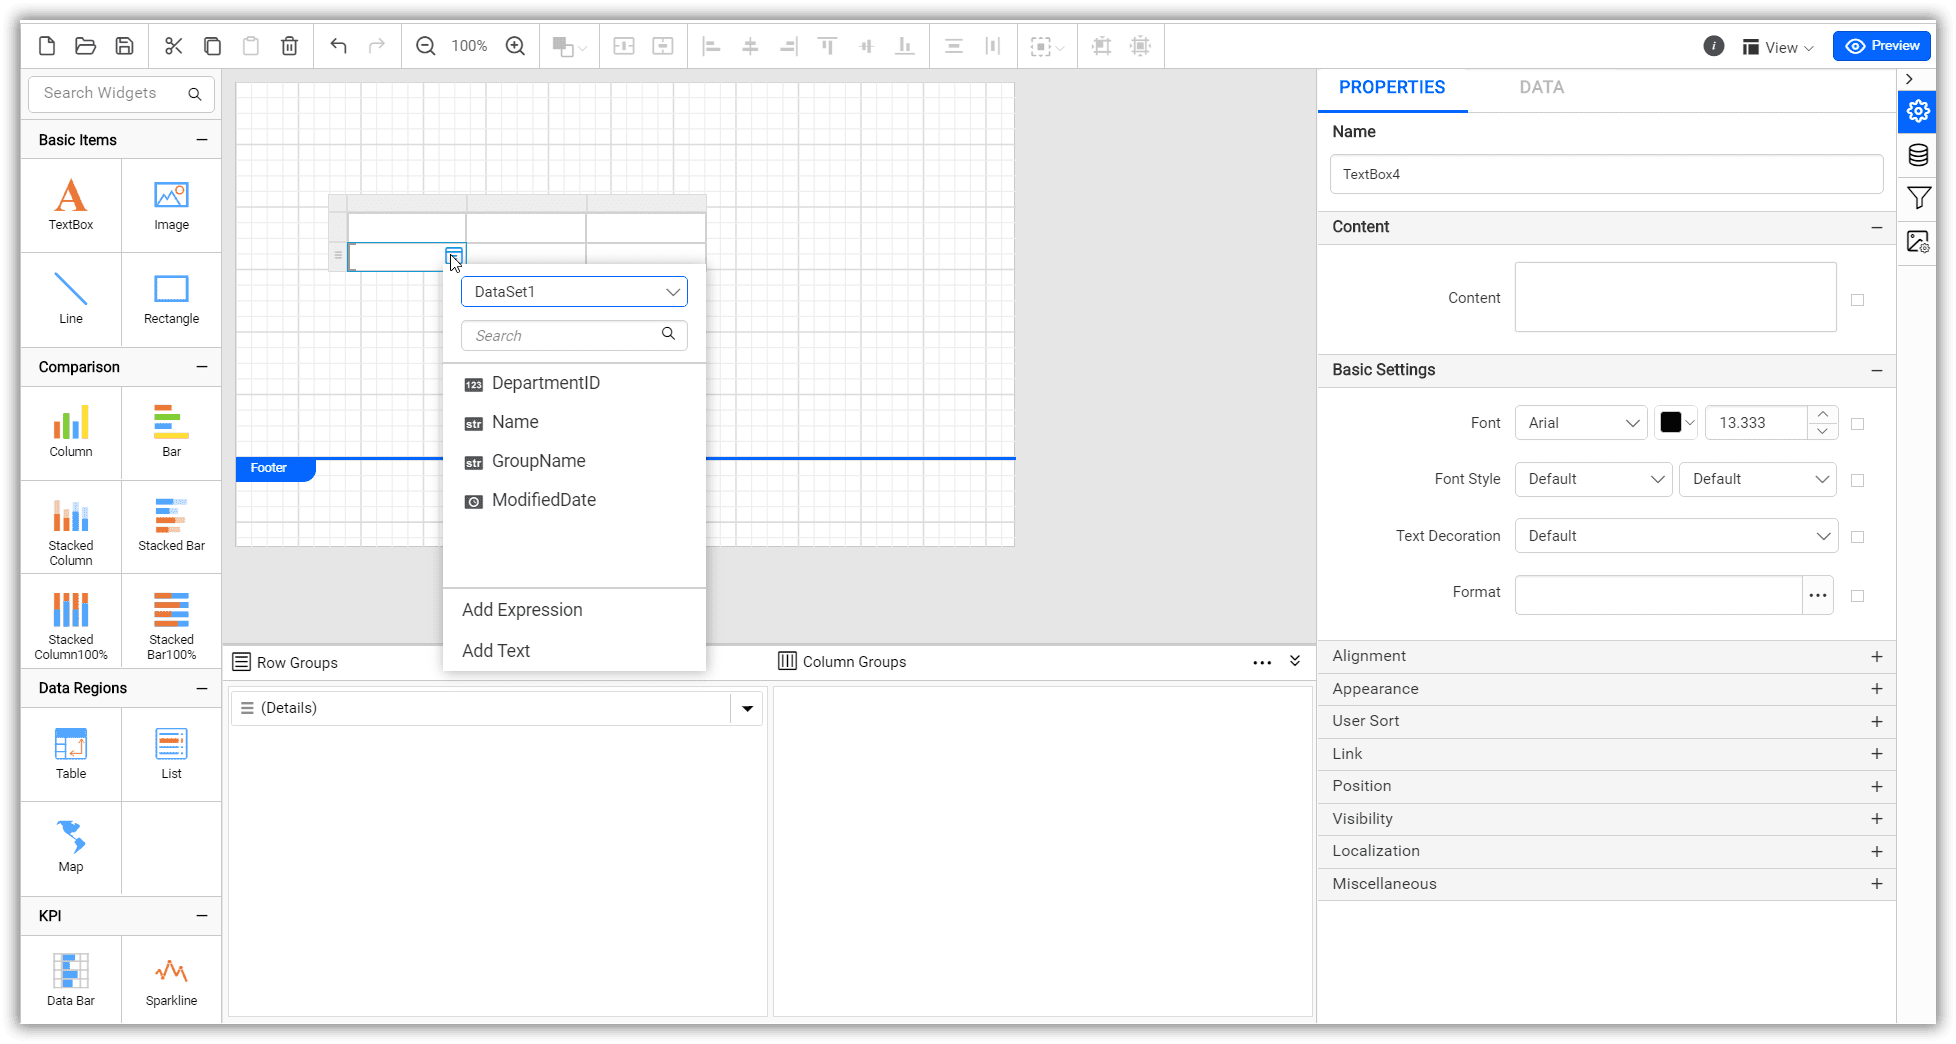 100%
i
View
Preview
Search Widgets
Basic Items
TextBox
Image
Line
Rectangle
Comparison
Column
Bar
Stacked
Column
Stacked Bar
Stacked
Column100%
Stacked
Bar100%
Data Regions
Table
List
Map
KPI
Data Bar
Sparkline
DataSet1
Search
123 DepartmentID
str Name
str GroupName
ModifiedDate
Add Expression
Add Text
Footer
Row Groups
(Details)
Column Groups
PROPERTIES
DATA
Name
TextBox4
Content
Content
Basic Settings
Font
Arial
13.333
Font Style
Default
Default
Text Decoration
Default
Format
Alignment
Appearance
User Sort
Link
Position
Visibility
Localization
Miscellaneous